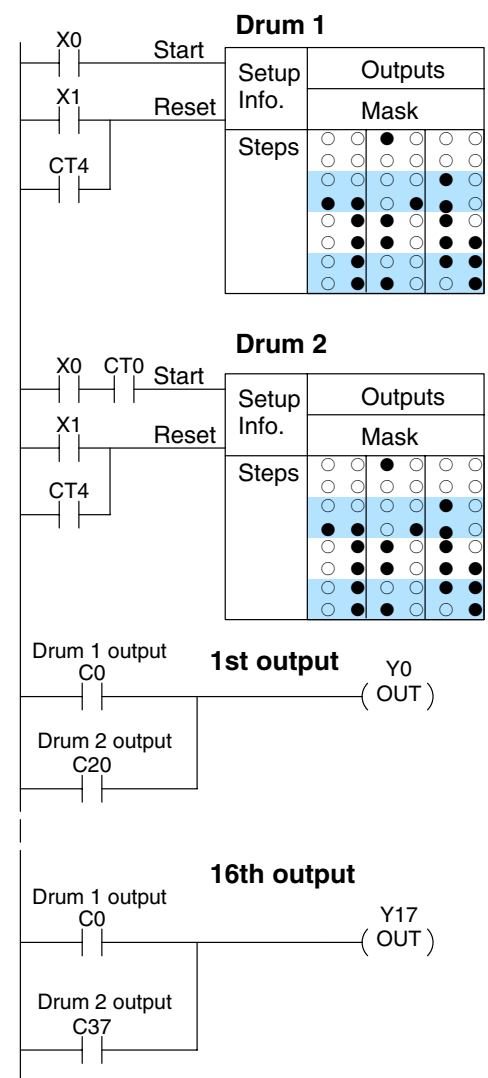 Drum 1
X0
Start
Setup Info.
Outputs
X1
Reset
Mask
Steps
CT4
Drum 2
X0 CT0
Start
Setup Info.
Outputs
X1
Reset
Mask
Steps
CT4
Drum 1 output
C0
1st output
Y0
OUT
Drum 2 output
C20
16th output
Drum 1 output
C0
Y17
OUT
Drum 2 output
C37